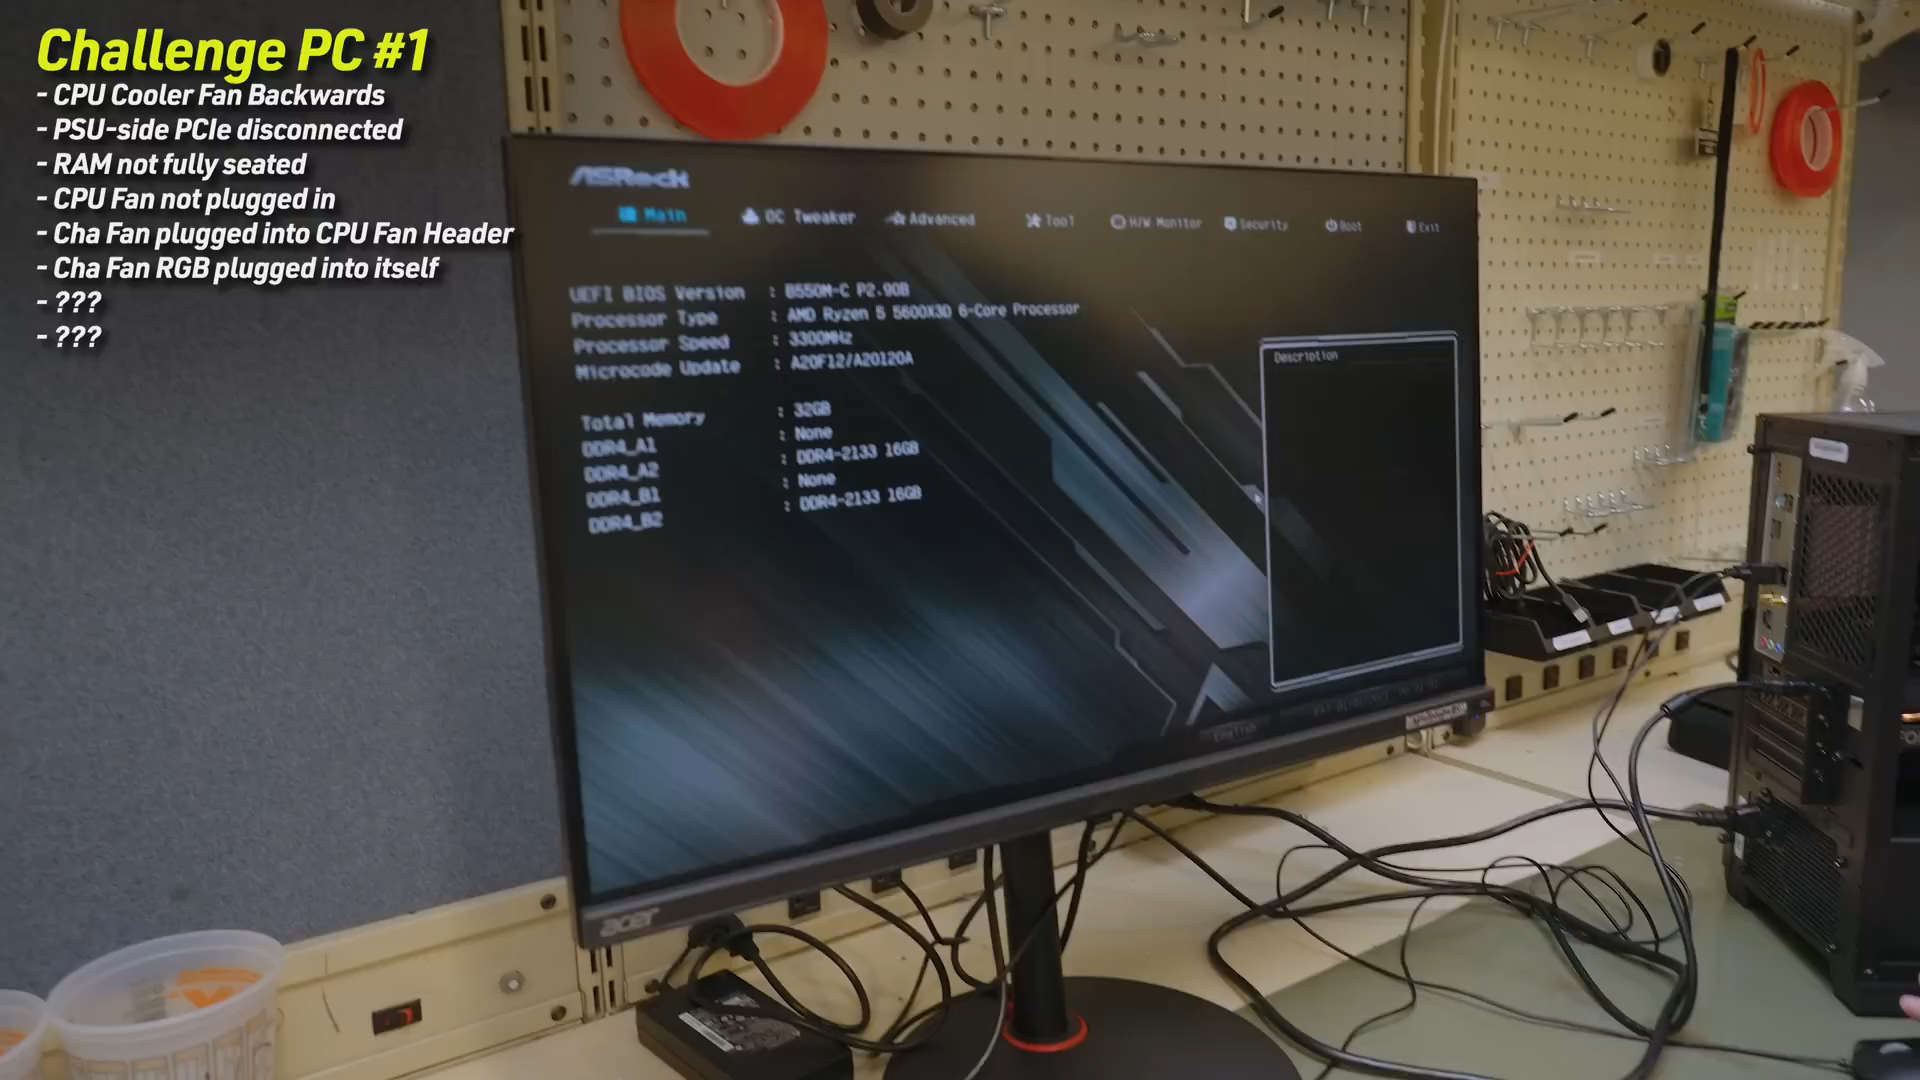 Challenge PC #1
- CPU Cooler Fan Backwards
- PSU-side PCIe disconnected
- RAM not fully seated
- CPU Fan not plugged in
- Cha Fan plugged into CPU Fan Header
- Cha Fan RGB plugged into itself
- ???
- ???
ASRock
Main OC Tweaker Advanced Tool H/W Monitor Security Boot Exit
UEFI BIOS Version : B550M-C P2.90B
Processor Type : AMD Ryzen 5 5600X3D 6-Core Processor
Processor Speed : 3300MHz
Microcode Update : A20F12/A20120A
Total Memory : 32GB
DDR4_A1 : None
DDR4_A2 : DDR4-2133 16GB
DDR4_B1 : None
DDR4_B2 : DDR4-2133 16GB
Description
English
acer